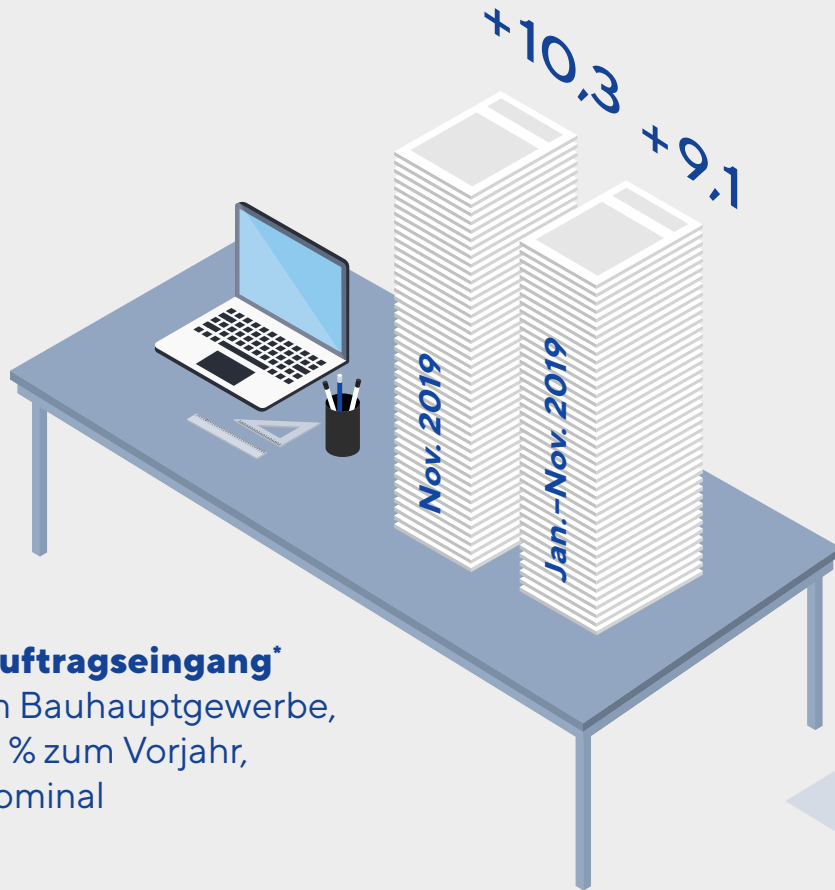 +10,3 +9,1
Nov. 2019
Jan.–Nov. 2019
uftragseingang*
Bauhauptgewerbe,
% zum Vorjahr,
ominal